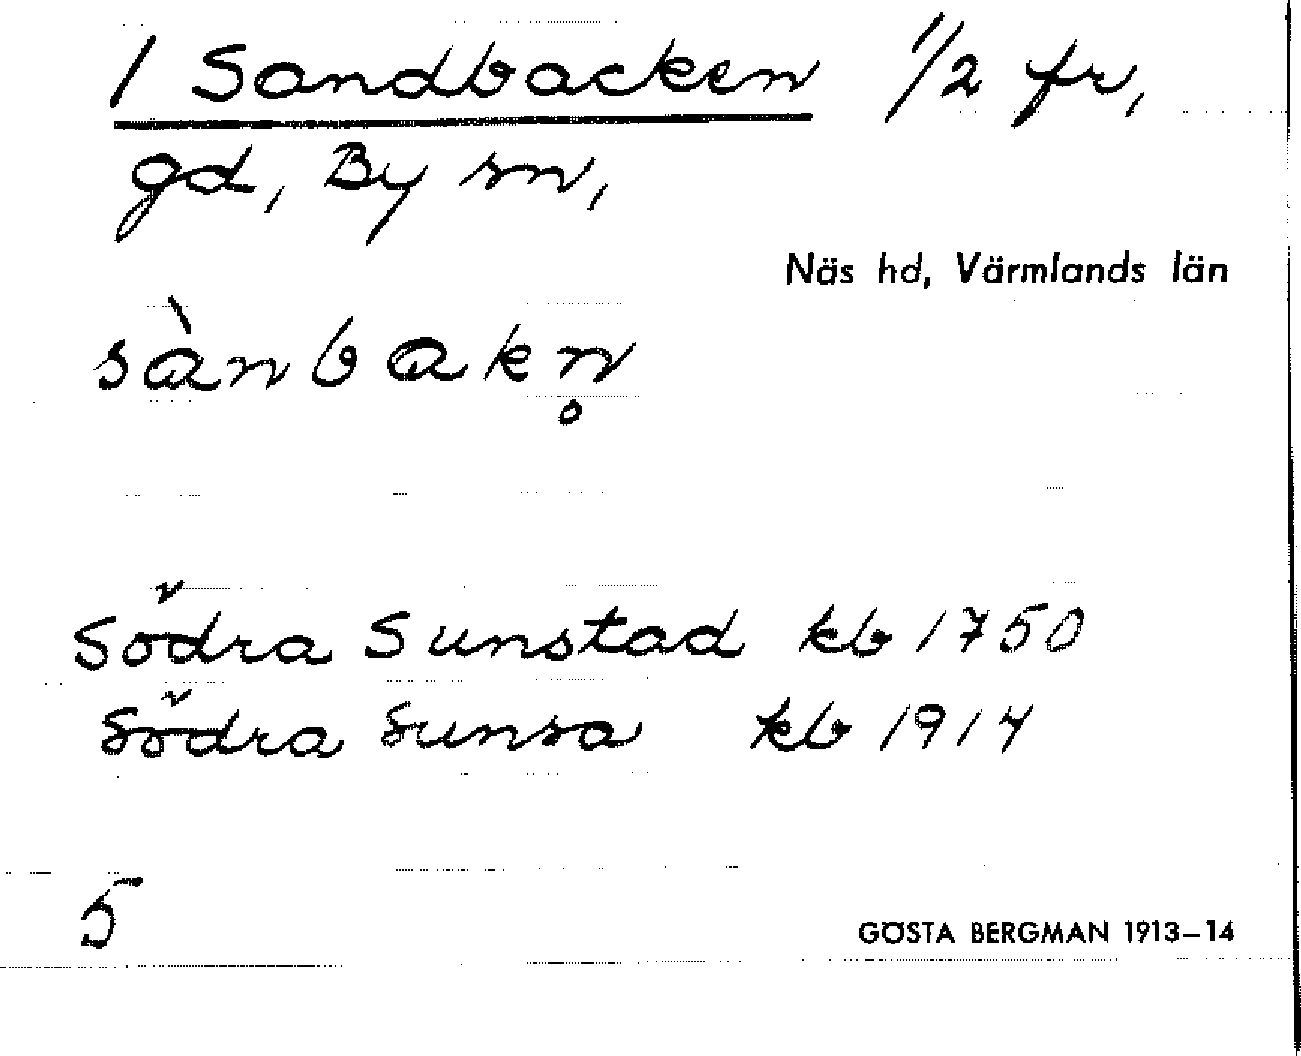 1 Sandbacken 1/2 fr,
gd, By sn,
Näs hd, Värmlands län
sànbakn̥
Södra Sunstad kb 1750
Södra Sunsa kb 1914
5
GÖSTA BERGMAN 1913–14